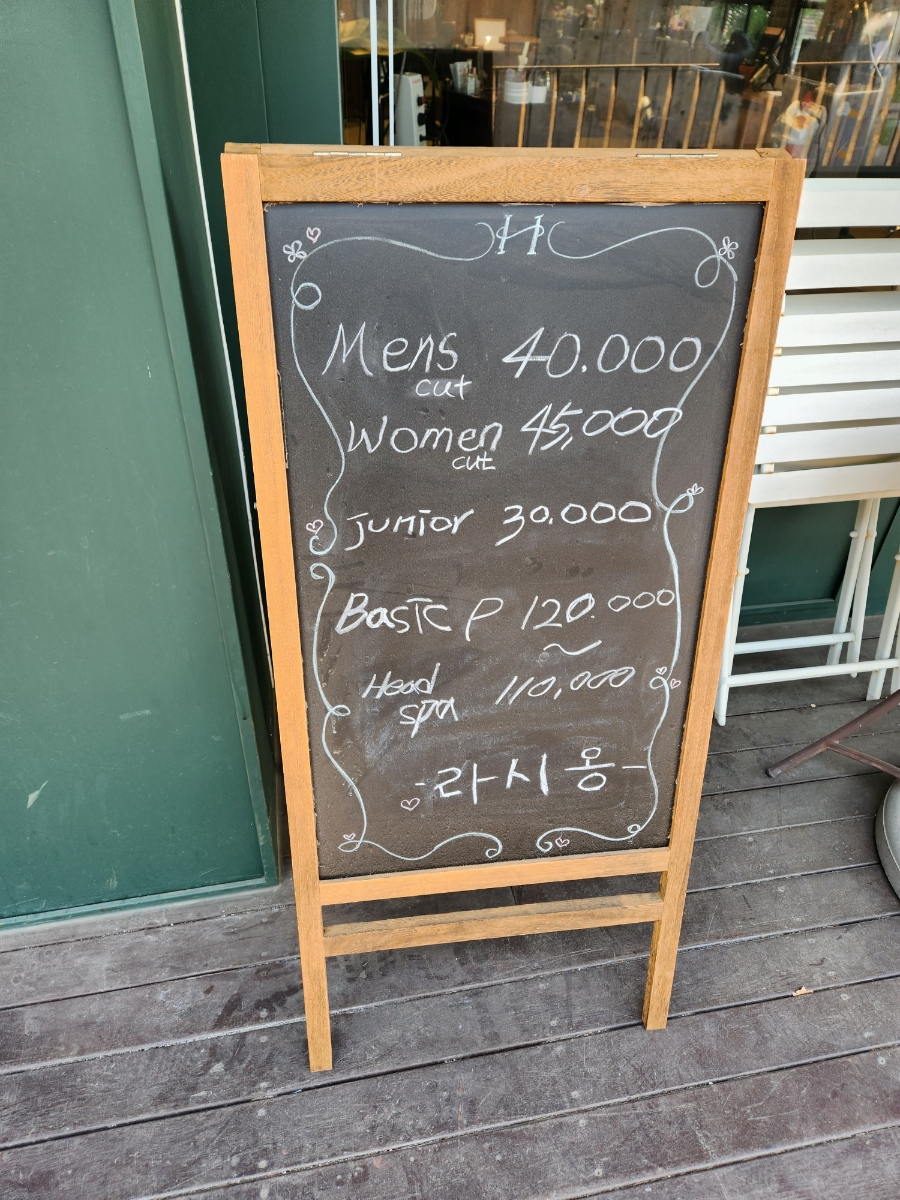 H
Mens 40.000
cut
Women 45,000
cut
Junior 30.000
Basic P 120.000
~
Head 110,000
spa
-라시옹-